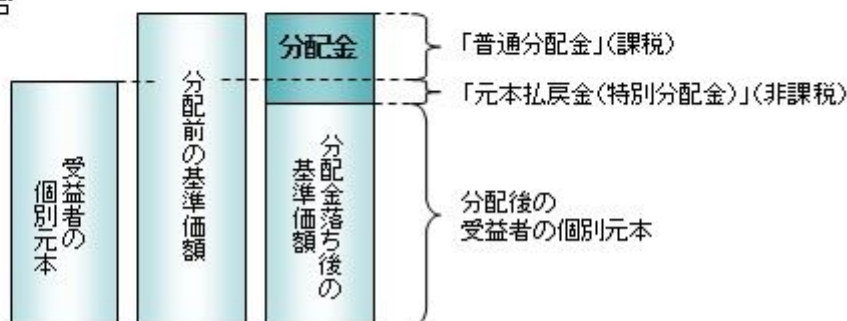 分配金
「普通分配金」(課税)
「元本払戻金(特別分配金)」(非課税)
受益者の
個別元本
分配前の基準価額
分配金落ち後の
基準価額
分配後の
受益者の個別元本